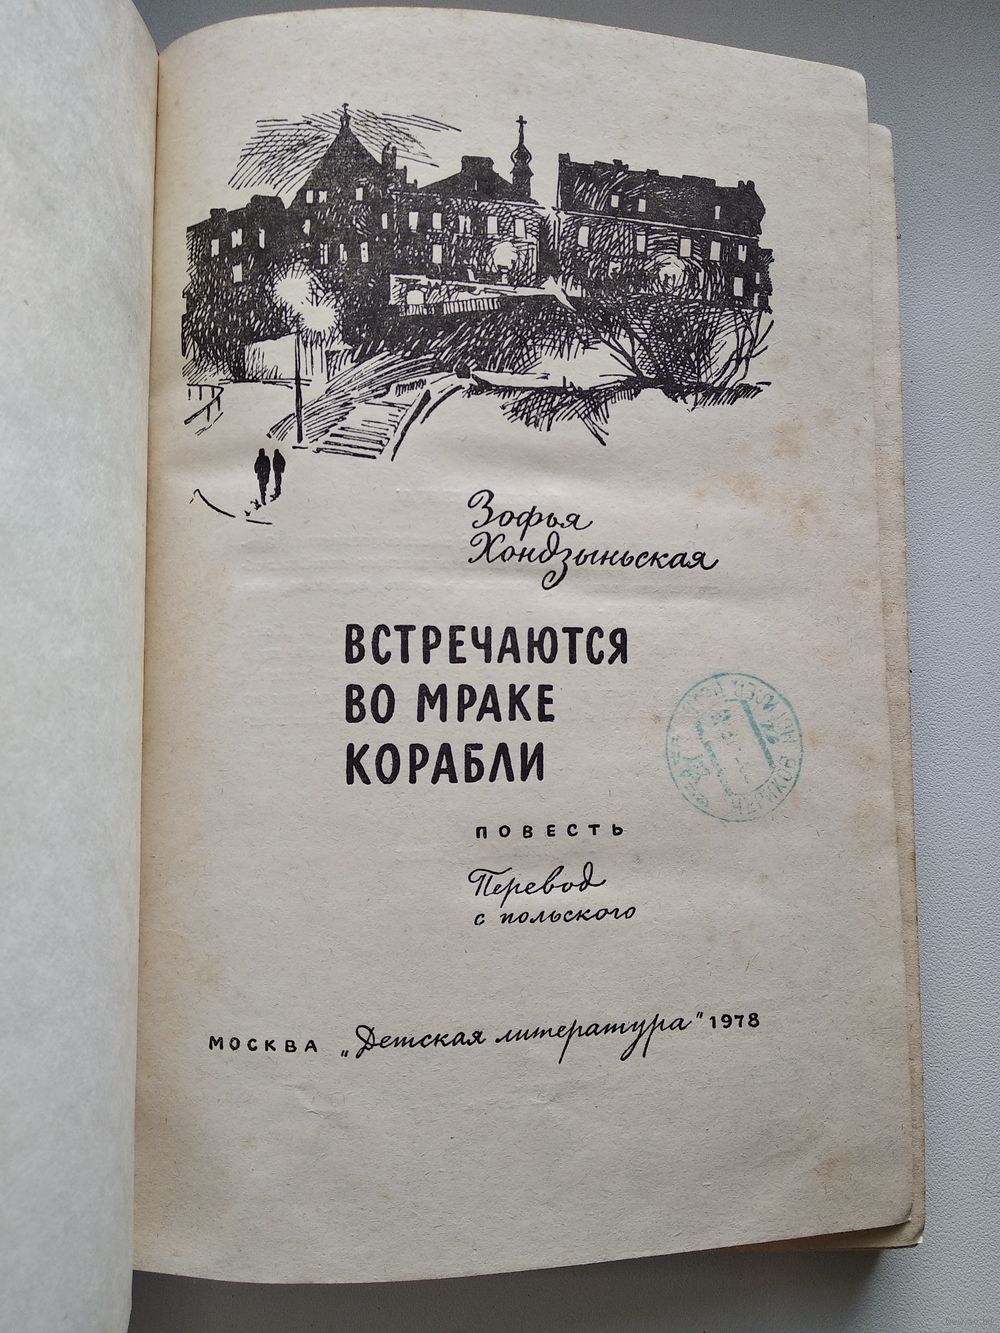 Зофья
Хондзыньская
ВСТРЕЧАЮТСЯ
ВО МРАКЕ
КОРАБЛИ
ПОВЕСТЬ
Перевод
с польского
МОСКВА „Детская литература" 1978